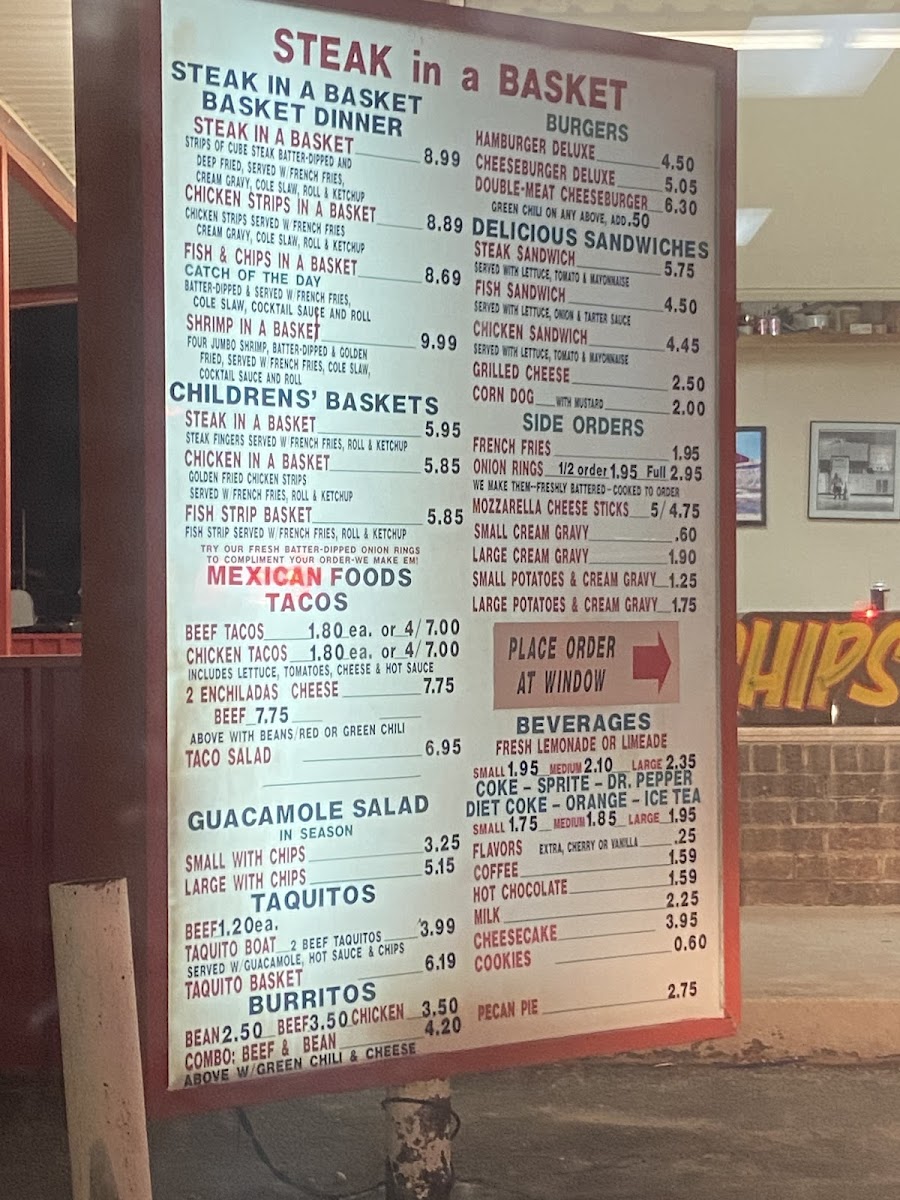 STEAK in a BASKET
STEAK IN A BASKET
BASKET DINNER
STEAK IN A BASKET 8.99
STRIPS OF CUBE STEAK BATTER-DIPPED AND
DEEP FRIED, SERVED W/FRENCH FRIES,
CREAM GRAVY, COLE SLAW, ROLL & KETCHUP
CHICKEN STRIPS IN A BASKET 8.89
CHICKEN STRIPS SERVED W/FRENCH FRIES
CREAM GRAVY, COLE SLAW, ROLL & KETCHUP
FISH & CHIPS IN A BASKET 8.69
CATCH OF THE DAY
BATTER-DIPPED & SERVED W/FRENCH FRIES,
COLE SLAW, COCKTAIL SAUCE AND ROLL
SHRIMP IN A BASKET 9.99
FOUR JUMBO SHRIMP, BATTER-DIPPED & GOLDEN
FRIED, SERVED W/FRENCH FRIES, COLE SLAW,
COCKTAIL SAUCE AND ROLL
CHILDRENS' BASKETS
STEAK IN A BASKET 5.95
STEAK FINGERS SERVED W/FRENCH FRIES, ROLL & KETCHUP
CHICKEN IN A BASKET 5.85
GOLDEN FRIED CHICKEN STRIPS
SERVED W/FRENCH FRIES, ROLL & KETCHUP
FISH STRIP BASKET 5.85
FISH STRIP SERVED W/FRENCH FRIES, ROLL & KETCHUP
TRY OUR FRESH BATTER-DIPPED ONION RINGS
TO COMPLIMENT YOUR ORDER-WE MAKE EM!
MEXICAN FOODS
TACOS
BEEF TACOS 1.80 ea. or 4/7.00
CHICKEN TACOS 1.80 ea. or 4/7.00
INCLUDES LETTUCE, TOMATOES, CHEESE & HOT SAUCE
2 ENCHILADAS CHEESE 7.75
BEEF 7.75
ABOVE WITH BEANS/RED OR GREEN CHILI
TACO SALAD 6.95
GUACAMOLE SALAD
IN SEASON
SMALL WITH CHIPS 3.25
LARGE WITH CHIPS 5.15
TAQUITOS
BEEF 1.20ea.
TAQUITO BOAT 2 BEEF TAQUITOS 3.99
SERVED W/GUACAMOLE, HOT SAUCE & CHIPS
TAQUITO BASKET 6.19
BURRITOS
BEAN 2.50 BEEF 3.50 CHICKEN 3.50
COMBO: BEEF & BEAN 4.20
ABOVE W/GREEN CHILI & CHEESE
BURGERS
HAMBURGER DELUXE 4.50
CHEESEBURGER DELUXE 5.05
DOUBLE-MEAT CHEESEBURGER 6.30
GREEN CHILI ON ANY ABOVE, ADD .50
DELICIOUS SANDWICHES
STEAK SANDWICH 5.75
SERVED WITH LETTUCE, TOMATO & MAYONNAISE
FISH SANDWICH 4.50
SERVED WITH LETTUCE, ONION & TARTER SAUCE
CHICKEN SANDWICH 4.45
SERVED WITH LETTUCE, TOMATO & MAYONNAISE
GRILLED CHEESE 2.50
CORN DOG WITH MUSTARD 2.00
SIDE ORDERS
FRENCH FRIES 1.95
ONION RINGS 1/2 order 1.95 Full 2.95
WE MAKE THEM-FRESHLY BATTERED-COOKED TO ORDER
MOZZARELLA CHEESE STICKS 5/4.75
SMALL CREAM GRAVY .60
LARGE CREAM GRAVY 1.90
SMALL POTATOES & CREAM GRAVY 1.25
LARGE POTATOES & CREAM GRAVY 1.75
PLACE ORDER
AT WINDOW
BEVERAGES
FRESH LEMONADE OR LIMEADE
SMALL 1.95 MEDIUM 2.10 LARGE 2.35
COKE - SPRITE - DR. PEPPER
DIET COKE - ORANGE - ICE TEA
SMALL 1.75 MEDIUM 1.85 LARGE 1.95
FLAVORS EXTRA, CHERRY OR VANILLA .25
COFFEE 1.59
HOT CHOCOLATE 1.59
MILK 2.25
CHEESECAKE 3.95
COOKIES 0.60
PECAN PIE 2.75
HIPS